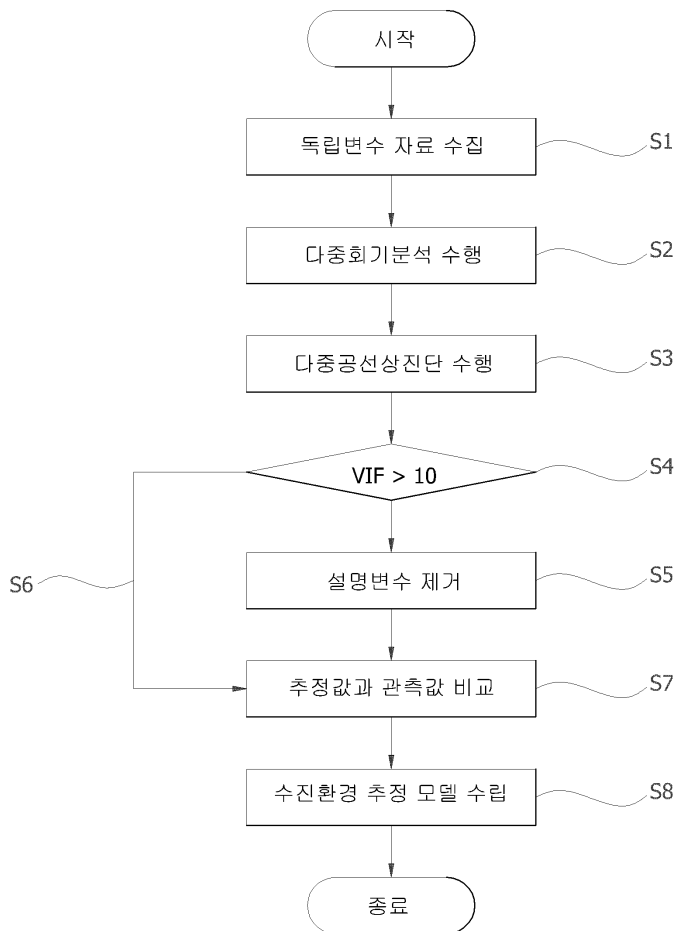 시작
독립변수 자료 수집
S1
다중회기분석 수행
S2
다중공선상진단 수행
S3
VIF > 10
S4
설명변수 제거
S5
S6
추정값과 관측값 비교
S7
수진환경 추정 모델 수립
S8
종료